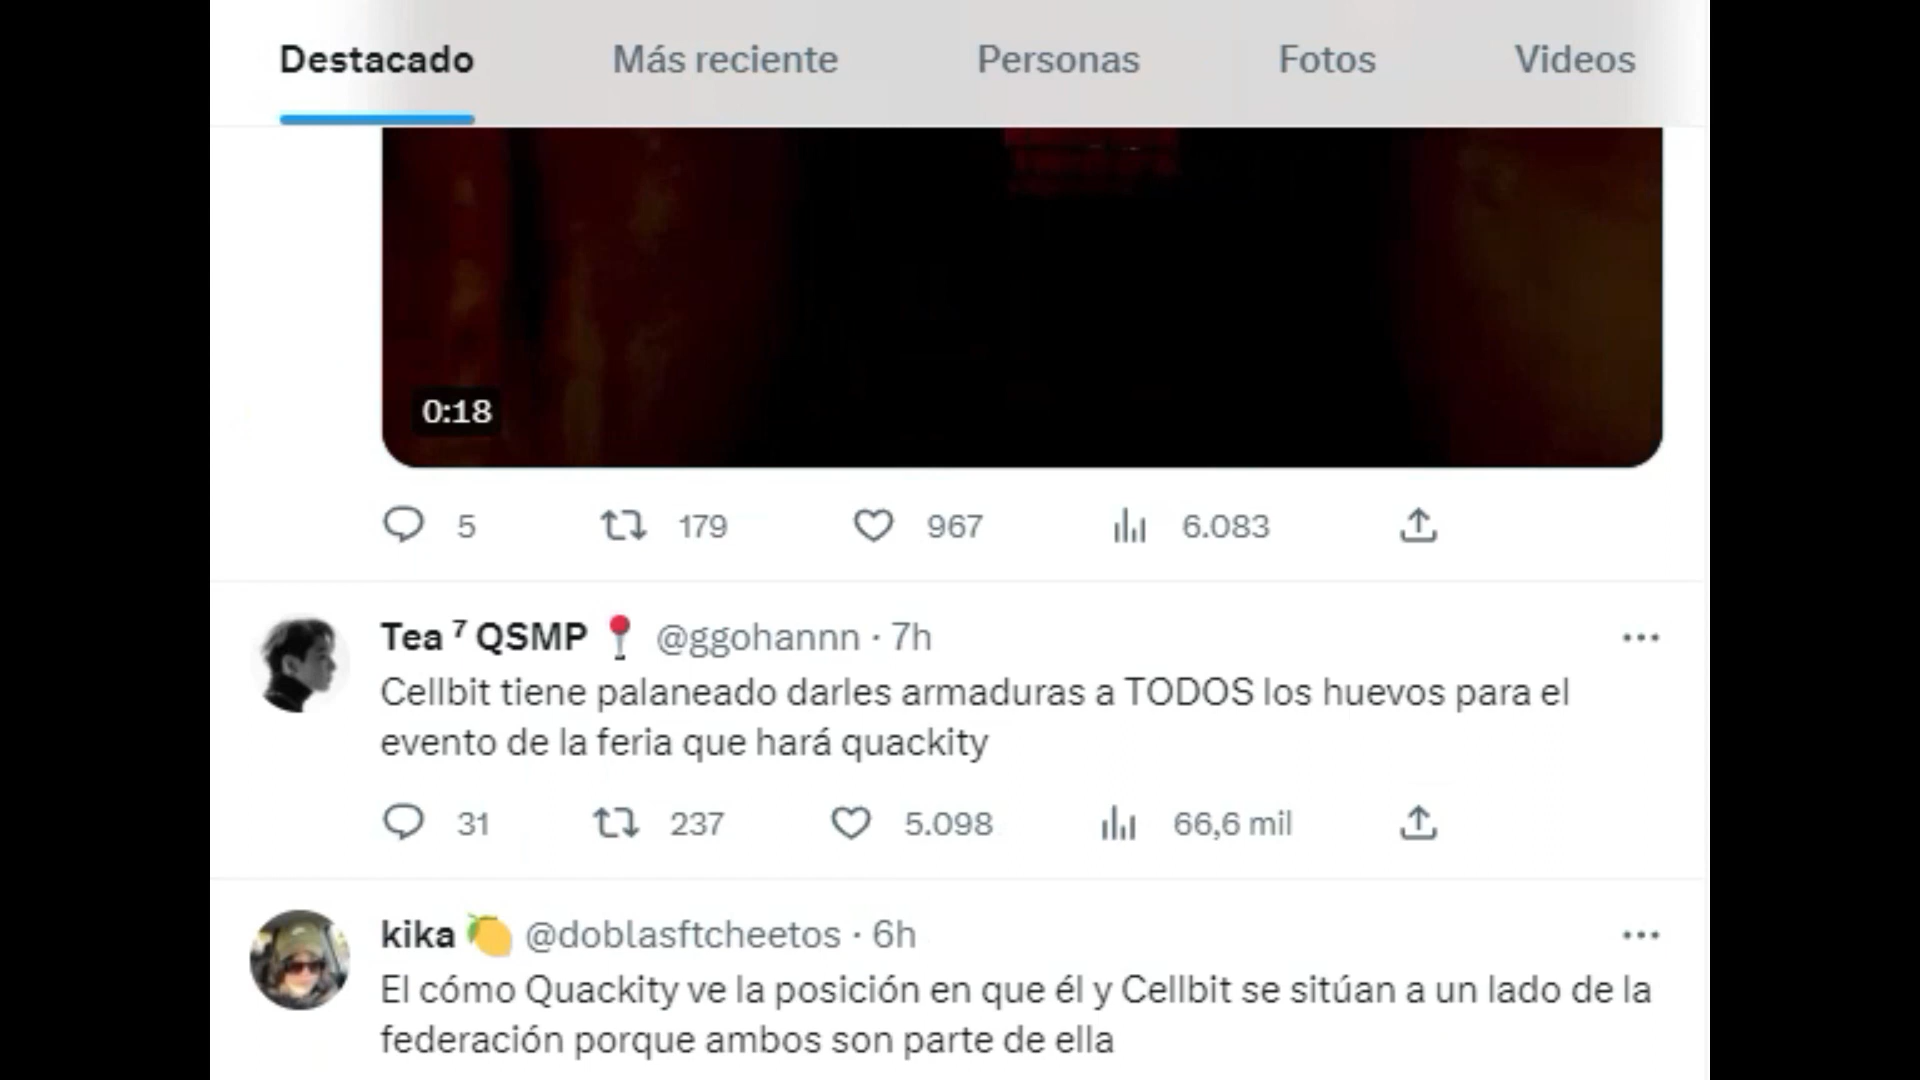 Destacado Más reciente Personas Fotos Videos
0:18
5 179 967 6.083
Tea ⁷ QSMP 📍 @ggohannn · 7h
Cellbit tiene palaneado darles armaduras a TODOS los huevos para el
evento de la feria que hará quackity
31 237 5.098 66,6 mil
kika 🍋 @doblasftcheetos · 6h
El cómo Quackity ve la posición en que él y Cellbit se sitúan a un lado de la
federación porque ambos son parte de ella